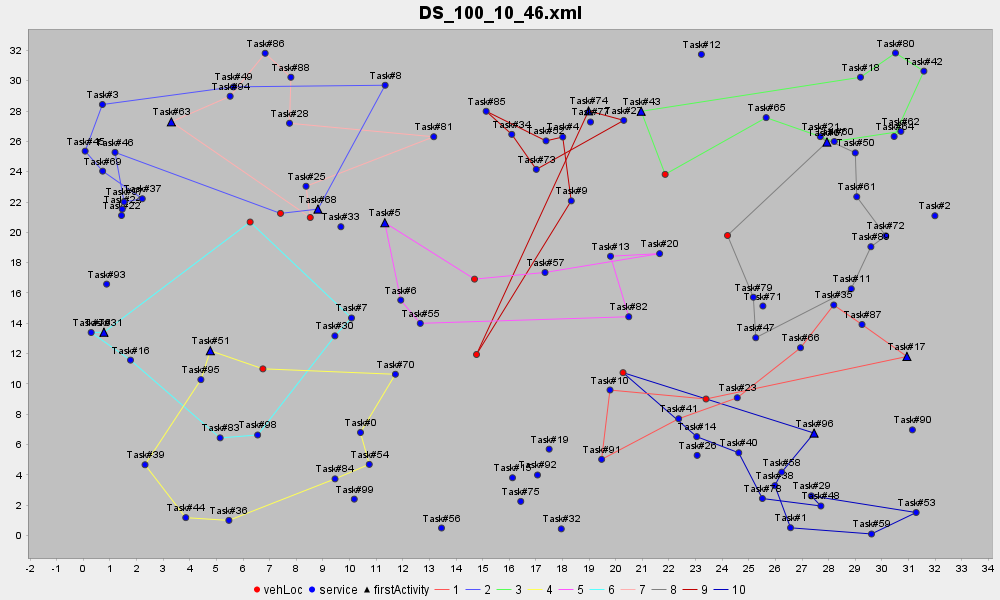 DS_100_10_46.xml
32
30
28
26
24
22
20
18
16
14
12
10
8
6
4
2
0
Task#86
Task#12
Task#80
Task#42
Task#18
Task#88
Task#49
Task#8
Task#94
Task#3
Task#85
Task#74
Task#43
Task#63
Task#28
Task#65
Task#34
Task#4
Task#81
Task#62
Task#21
Task#46
Task#50
Task#73
Task#69
Task#25
Task#37
Task#9
Task#61
Task#22
Task#68
Task#2
Task#33
Task#5
Task#72
Task#13
Task#20
Task#57
Task#93
Task#11
Task#6
Task#79
Task#71
Task#35
Task#7
Task#55
Task#82
Task#87
Task#30
Task#47
Task#51
Task#16
Task#66
Task#17
Task#95
Task#70
Task#10
Task#23
Task#41
Task#0
Task#83
Task#98
Task#14
Task#96
Task#90
Task#19
Task#26
Task#40
Task#39
Task#54
Task#91
Task#84
Task#92
Task#58
Task#38
Task#99
Task#75
Task#29
Task#48
Task#44
Task#36
Task#56
Task#32
Task#1
Task#59
Task#53
-2 -1 0 1 2 3 4 5 6 7 8 9 10 11 12 13 14 15 16 17 18 19 20 21 22 23 24 25 26 27 28 29 30 31 32 33 34
vehLoc service firstActivity 1 2 3 4 5 6 7 8 9 10